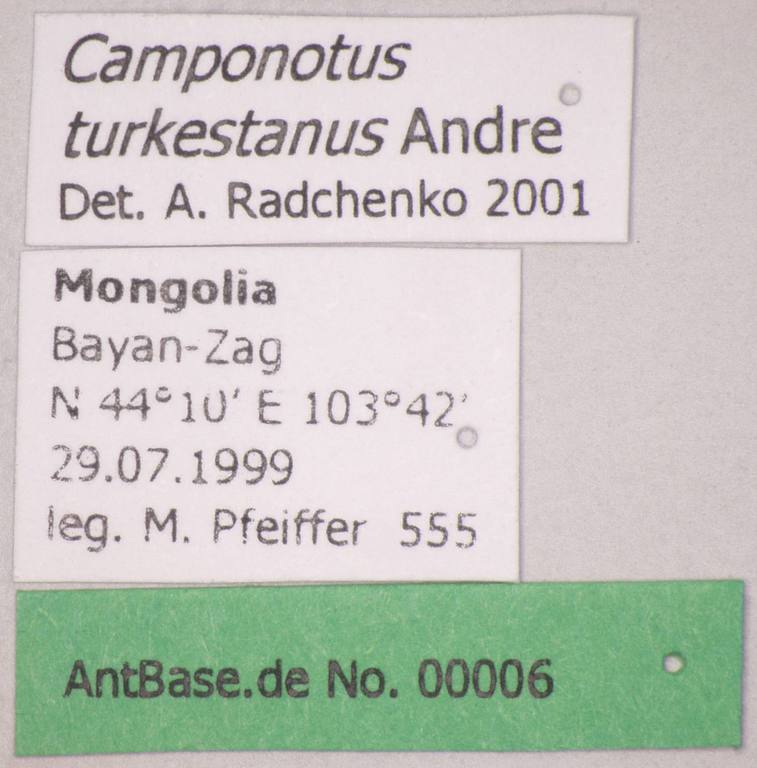 Camponotus
turkestanus Andre
Det. A. Radchenko 2001
Mongolia
Bayan-Zag
N 44°10' E 103°42'
29.07.1999
leg. M. Pfeiffer 555
AntBase.de No. 00006